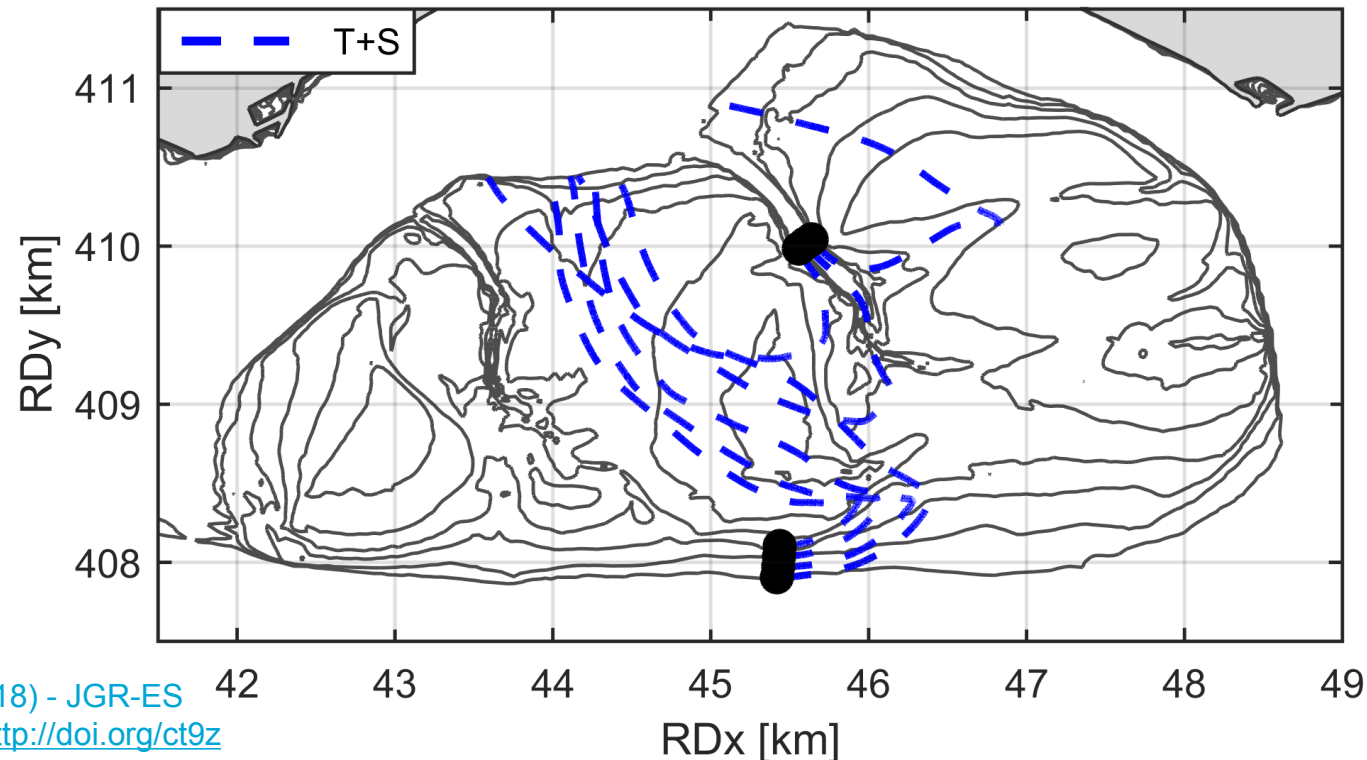 T+S
411
410
409
408
RDy [km]
42 43 44 45 46 47 48 49
RDx [km]
18) - JGR-ES
ttp://doi.org/ct9z